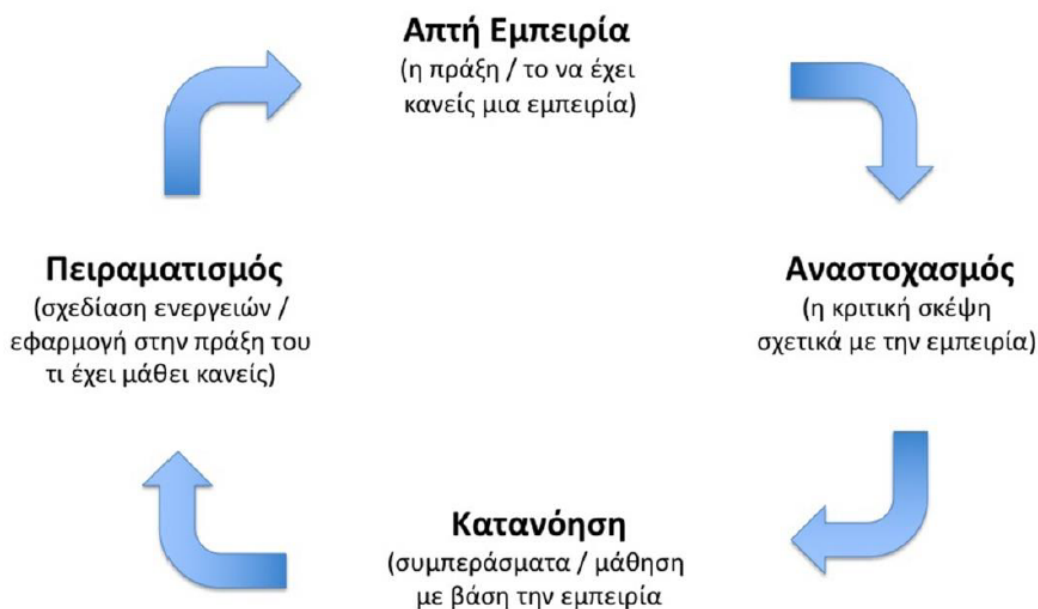 Απτή Εμπειρία
(η πράξη / το να έχει
κανείς μια εμπειρία)
Αναστοχασμός
(η κριτική σκέψη
σχετικά με την εμπειρία)
Κατανόηση
(συμπεράσματα / μάθηση
με βάση την εμπειρία
Πειραματισμός
(σχεδίαση ενεργειών /
εφαρμογή στην πράξη του
τι έχει μάθει κανείς)